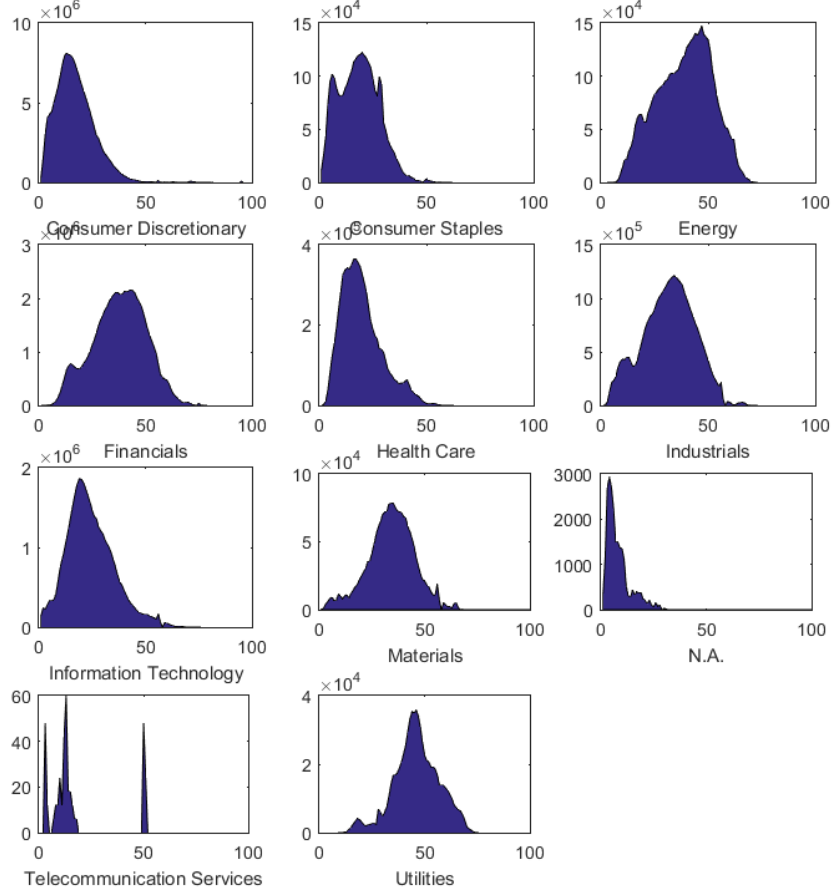 ×10^6
×10^4
×10^4
10
15
15
10
10
5
5
5
0
0
0
0 50 100
0 50 100
0 50 100
Consumer Discretionary
Consumer Staples
Energy
×10^6
×10^5
3
4
15
2
10
2
1
5
0
0
0
0 50 100
0 50 100
0 50 100
Financials
Health Care
Industrials
×10^6
×10^4
2
10
3000
1
5
2000
1000
0
0
0
0 50 100
0 50 100
0 50 100
Information Technology
Materials
N.A.
×10^4
60
4
40
2
20
0
0
0 50 100
0 50 100
Telecommunication Services
Utilities